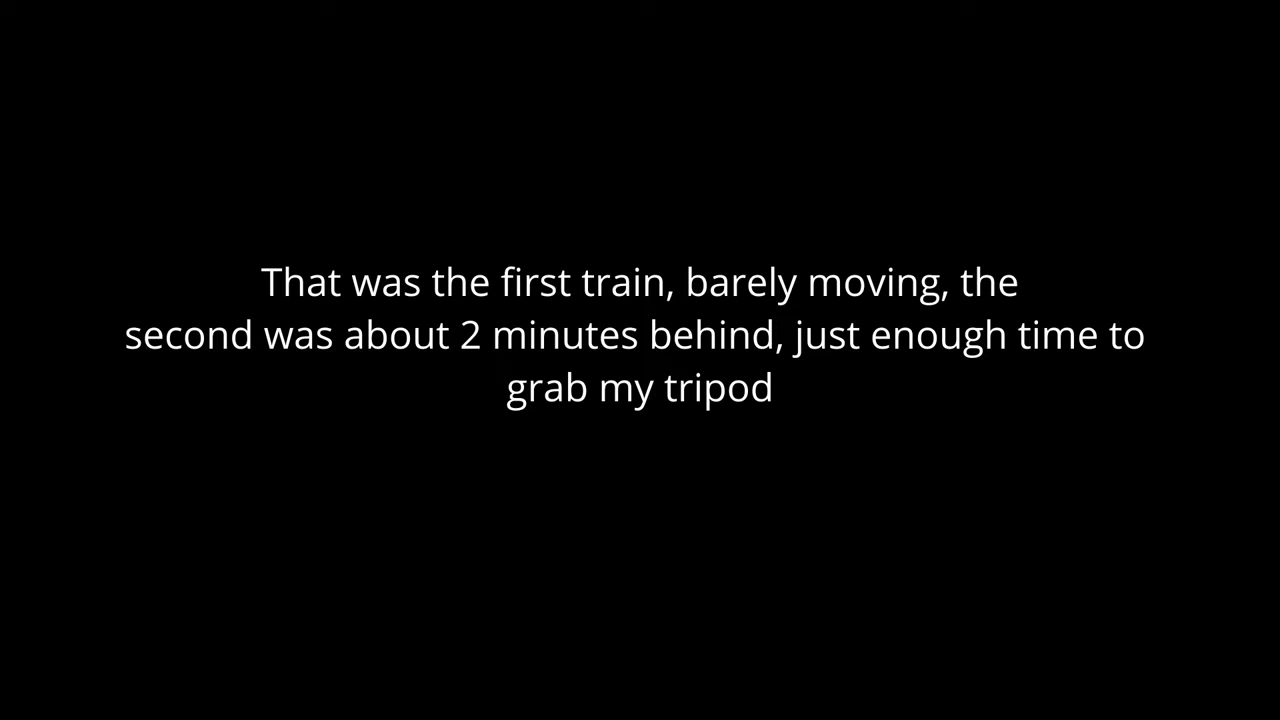 That was the first train, barely moving, the
second was about 2 minutes behind, just enough time to
grab my tripod